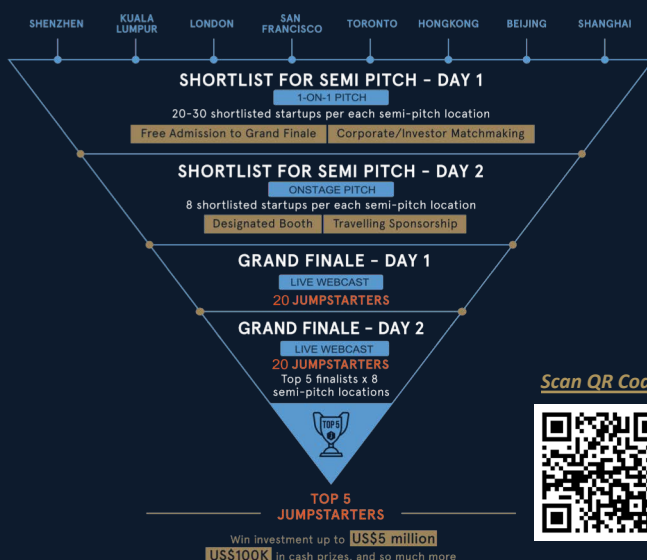 SHENZHEN
KUALA
LUMPUR
LONDON
SAN
FRANCISCO
TORONTO
HONGKONG
BEIJING
SHANGHAI
SHORTLIST FOR SEMI PITCH – DAY 1
1-ON-1 PITCH
20-30 shortlisted startups per each semi-pitch location
Free Admission to Grand Finale
Corporate/Investor Matchmaking
SHORTLIST FOR SEMI PITCH – DAY 2
ONSTAGE PITCH
8 shortlisted startups per each semi-pitch location
Designated Booth
Travelling Sponsorship
GRAND FINALE – DAY 1
LIVE WEBCAST
20 JUMPSTARTERS
GRAND FINALE – DAY 2
LIVE WEBCAST
20 JUMPSTARTERS
Top 5 finalists x 8
semi-pitch locations
TOP 5
TOP 5
JUMPSTARTERS
Win investment up to US$5 million
US$100K in cash prizes, and so much more
Scan QR